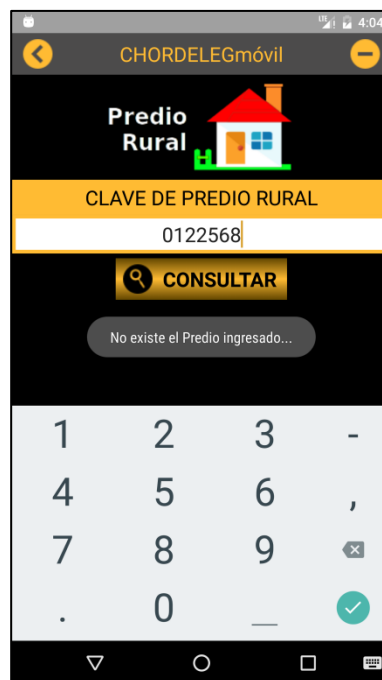 LTE 4:04
CHORDELEGmóvil
Predio
Rural
CLAVE DE PREDIO RURAL
0122568
CONSULTAR
No existe el Predio ingresado...
1 2 3 -
4 5 6 ,
7 8 9
. 0 _